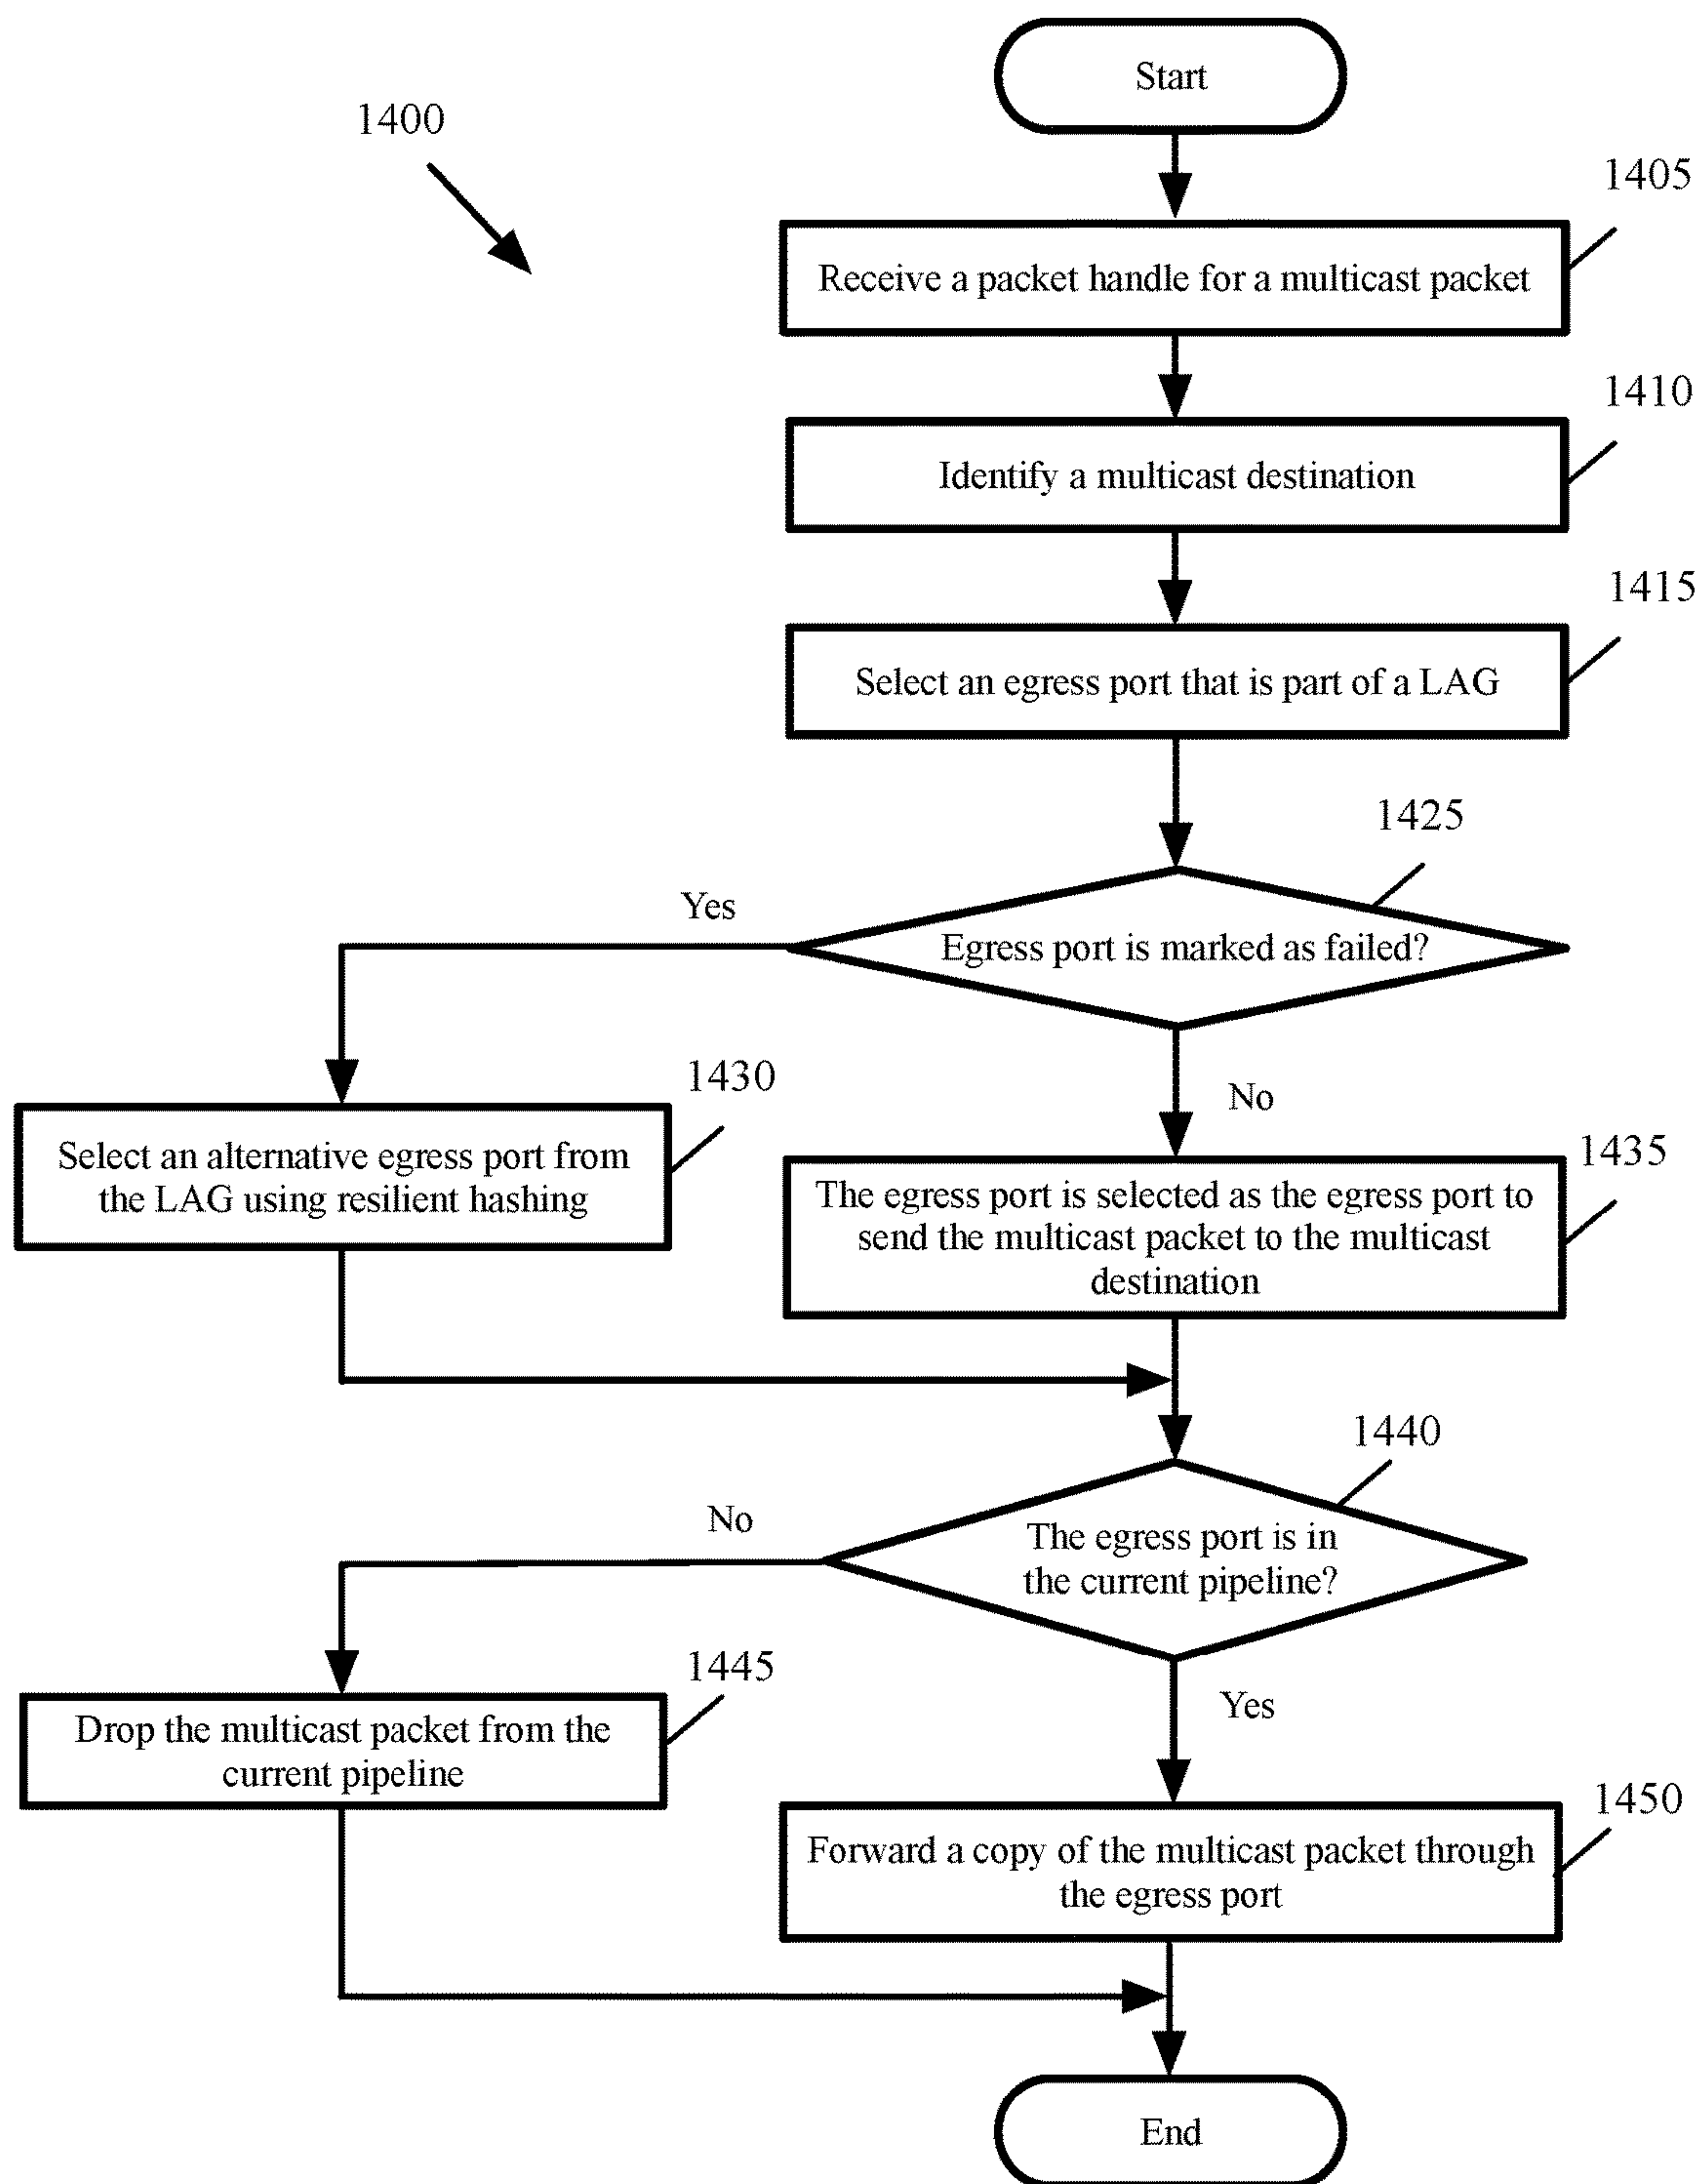 Start
1400
1405
Receive a packet handle for a multicast packet
1410
Identify a multicast destination
1415
Select an egress port that is part of a LAG
1425
Yes
Egress port is marked as failed?
1430
No
Select an alternative egress port from
the LAG using resilient hashing
1435
The egress port is selected as the egress port to
send the multicast packet to the multicast
destination
1440
No
The egress port is in
the current pipeline?
1445
Yes
Drop the multicast packet from the
current pipeline
1450
Forward a copy of the multicast packet through
the egress port
End